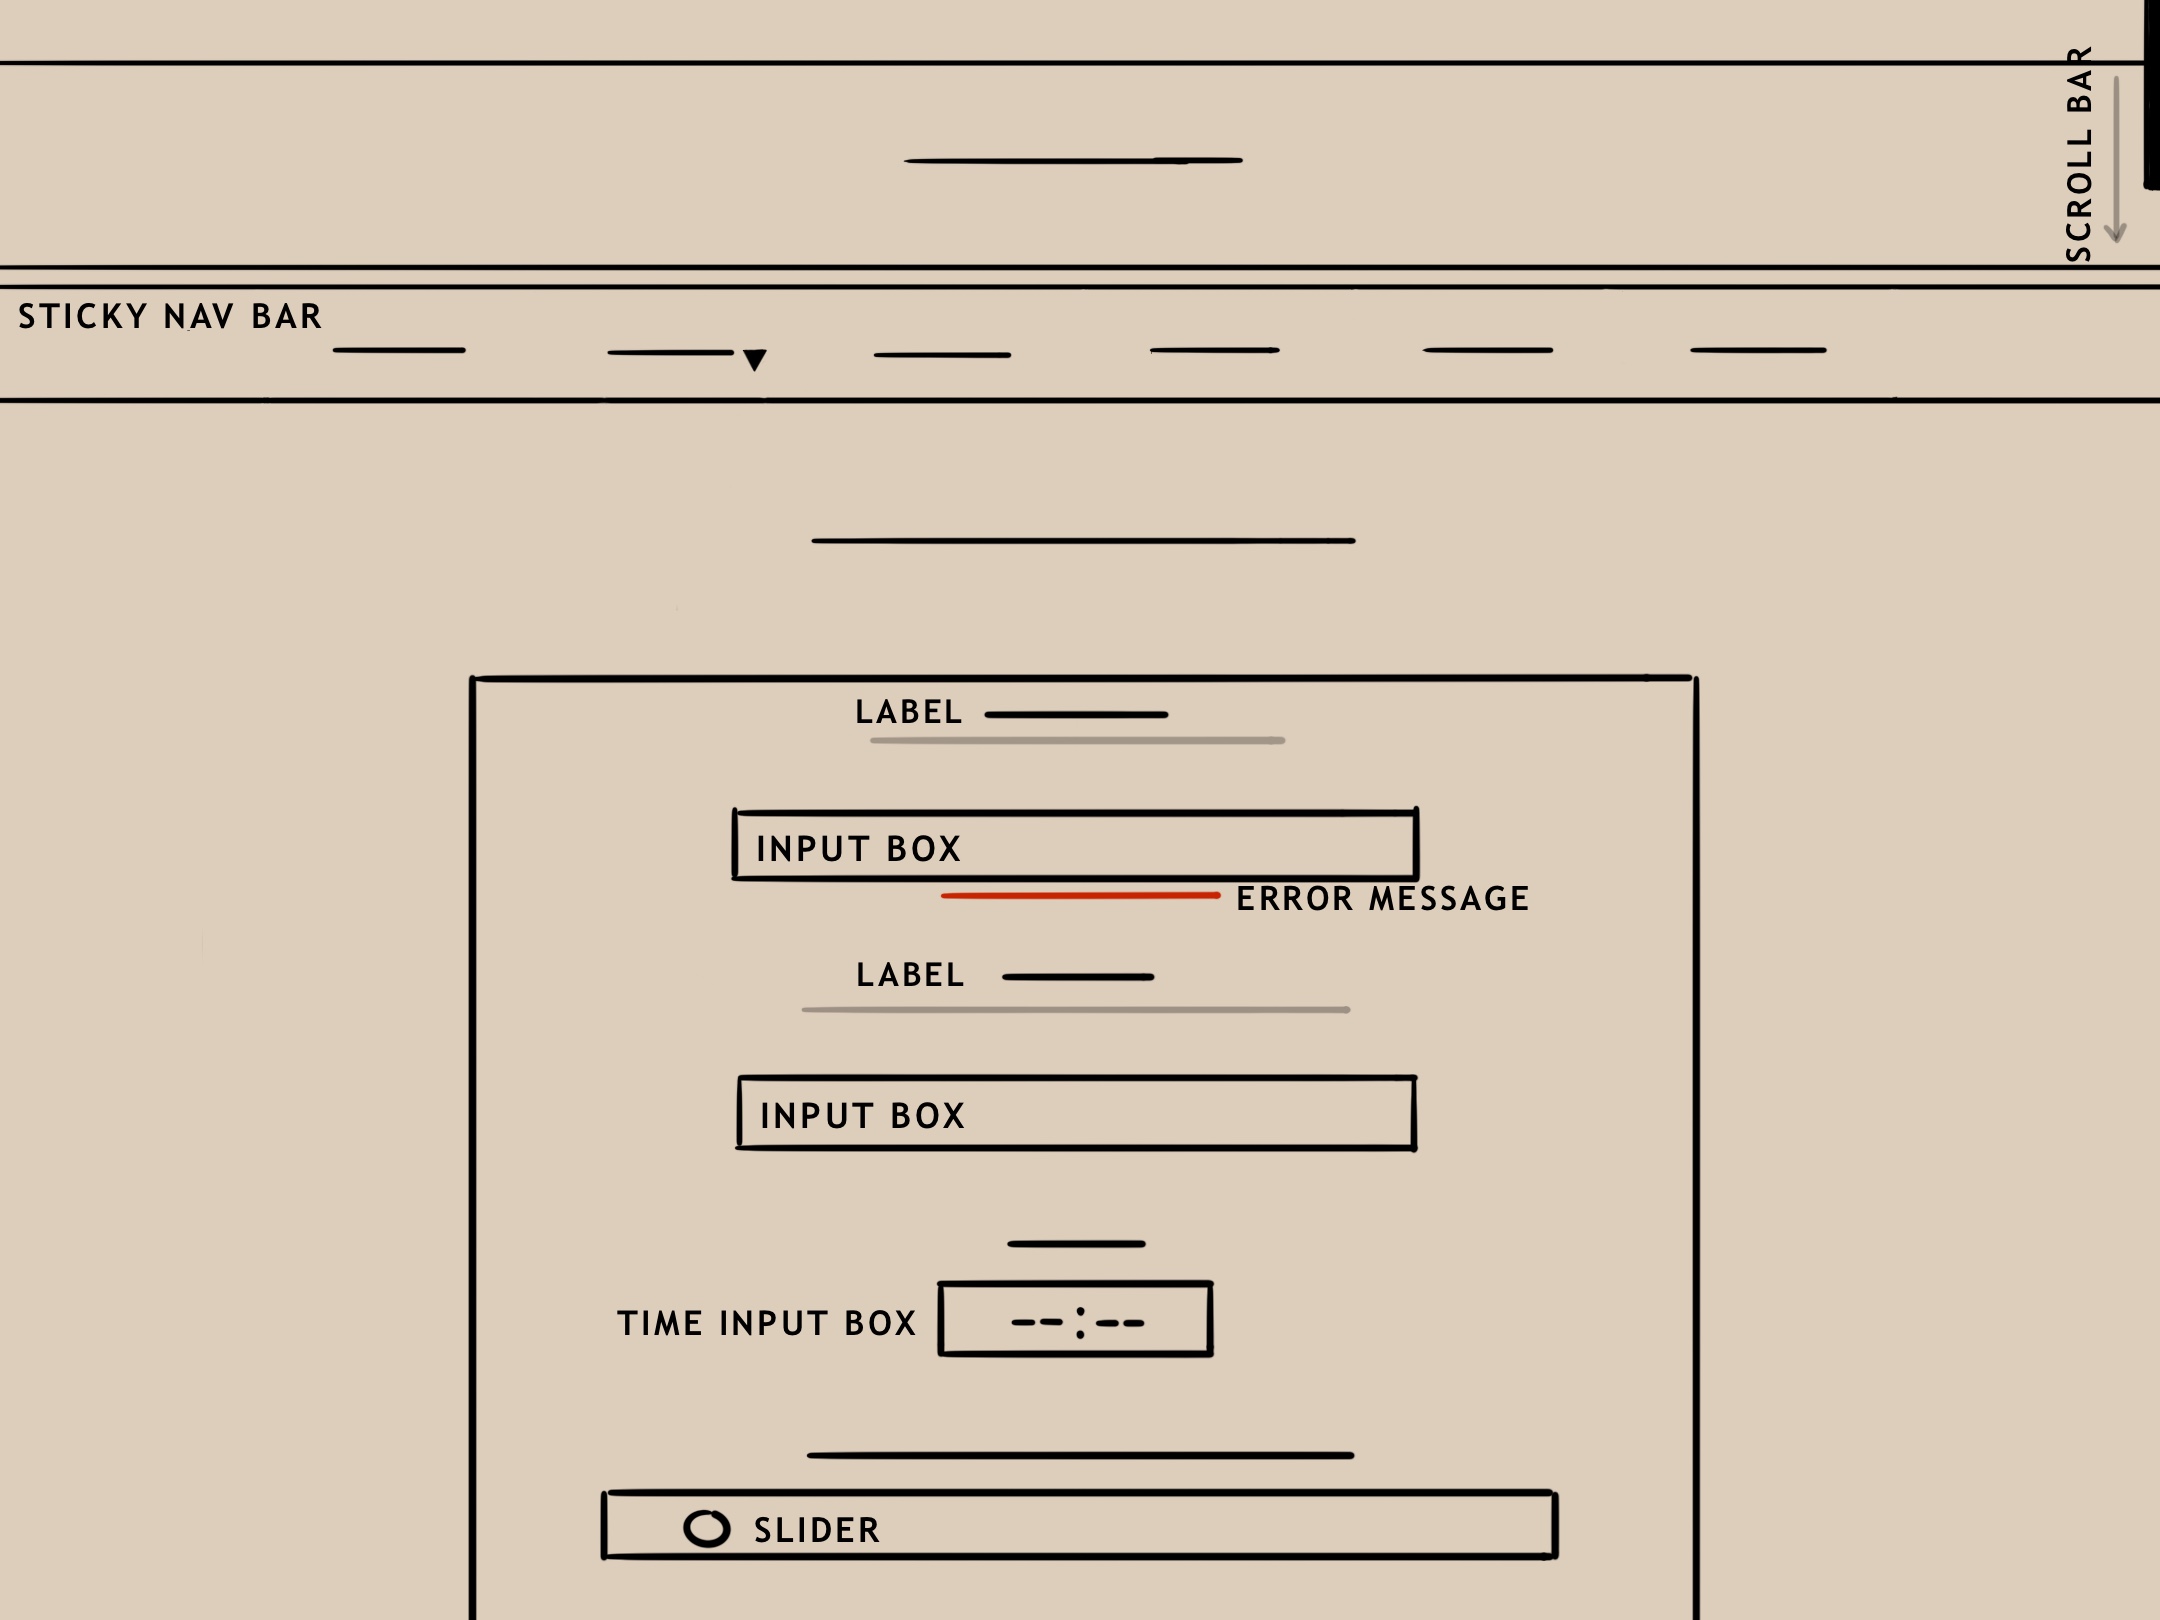 SCROLL BAR
STICKY NAV BAR
LABEL
INPUT BOX
ERROR MESSAGE
LABEL
INPUT BOX
TIME INPUT BOX --:--
SLIDER